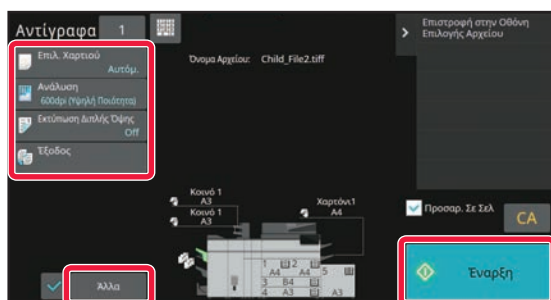 Αντίγραφα 1
Επιλ. Χαρτιού
Αυτόμ.
Ανάλυση
600dpi (Υψηλή Ποιότητα)
Εκτύπωση Διπλής Όψης
Off
Έξοδος
Όνομα Αρχείου: Child_File2.tiff
Επιστροφή στην Οθόνη
Επιλογής Αρχείου
Κοινό 1
A3
Κοινό 1
A3
Χαρτόνι1
A4
1 A4
2 A4
3 B4
4 A3
5 A3
Προσαρ. Σε Σελ
CA
Άλλα
Έναρξη